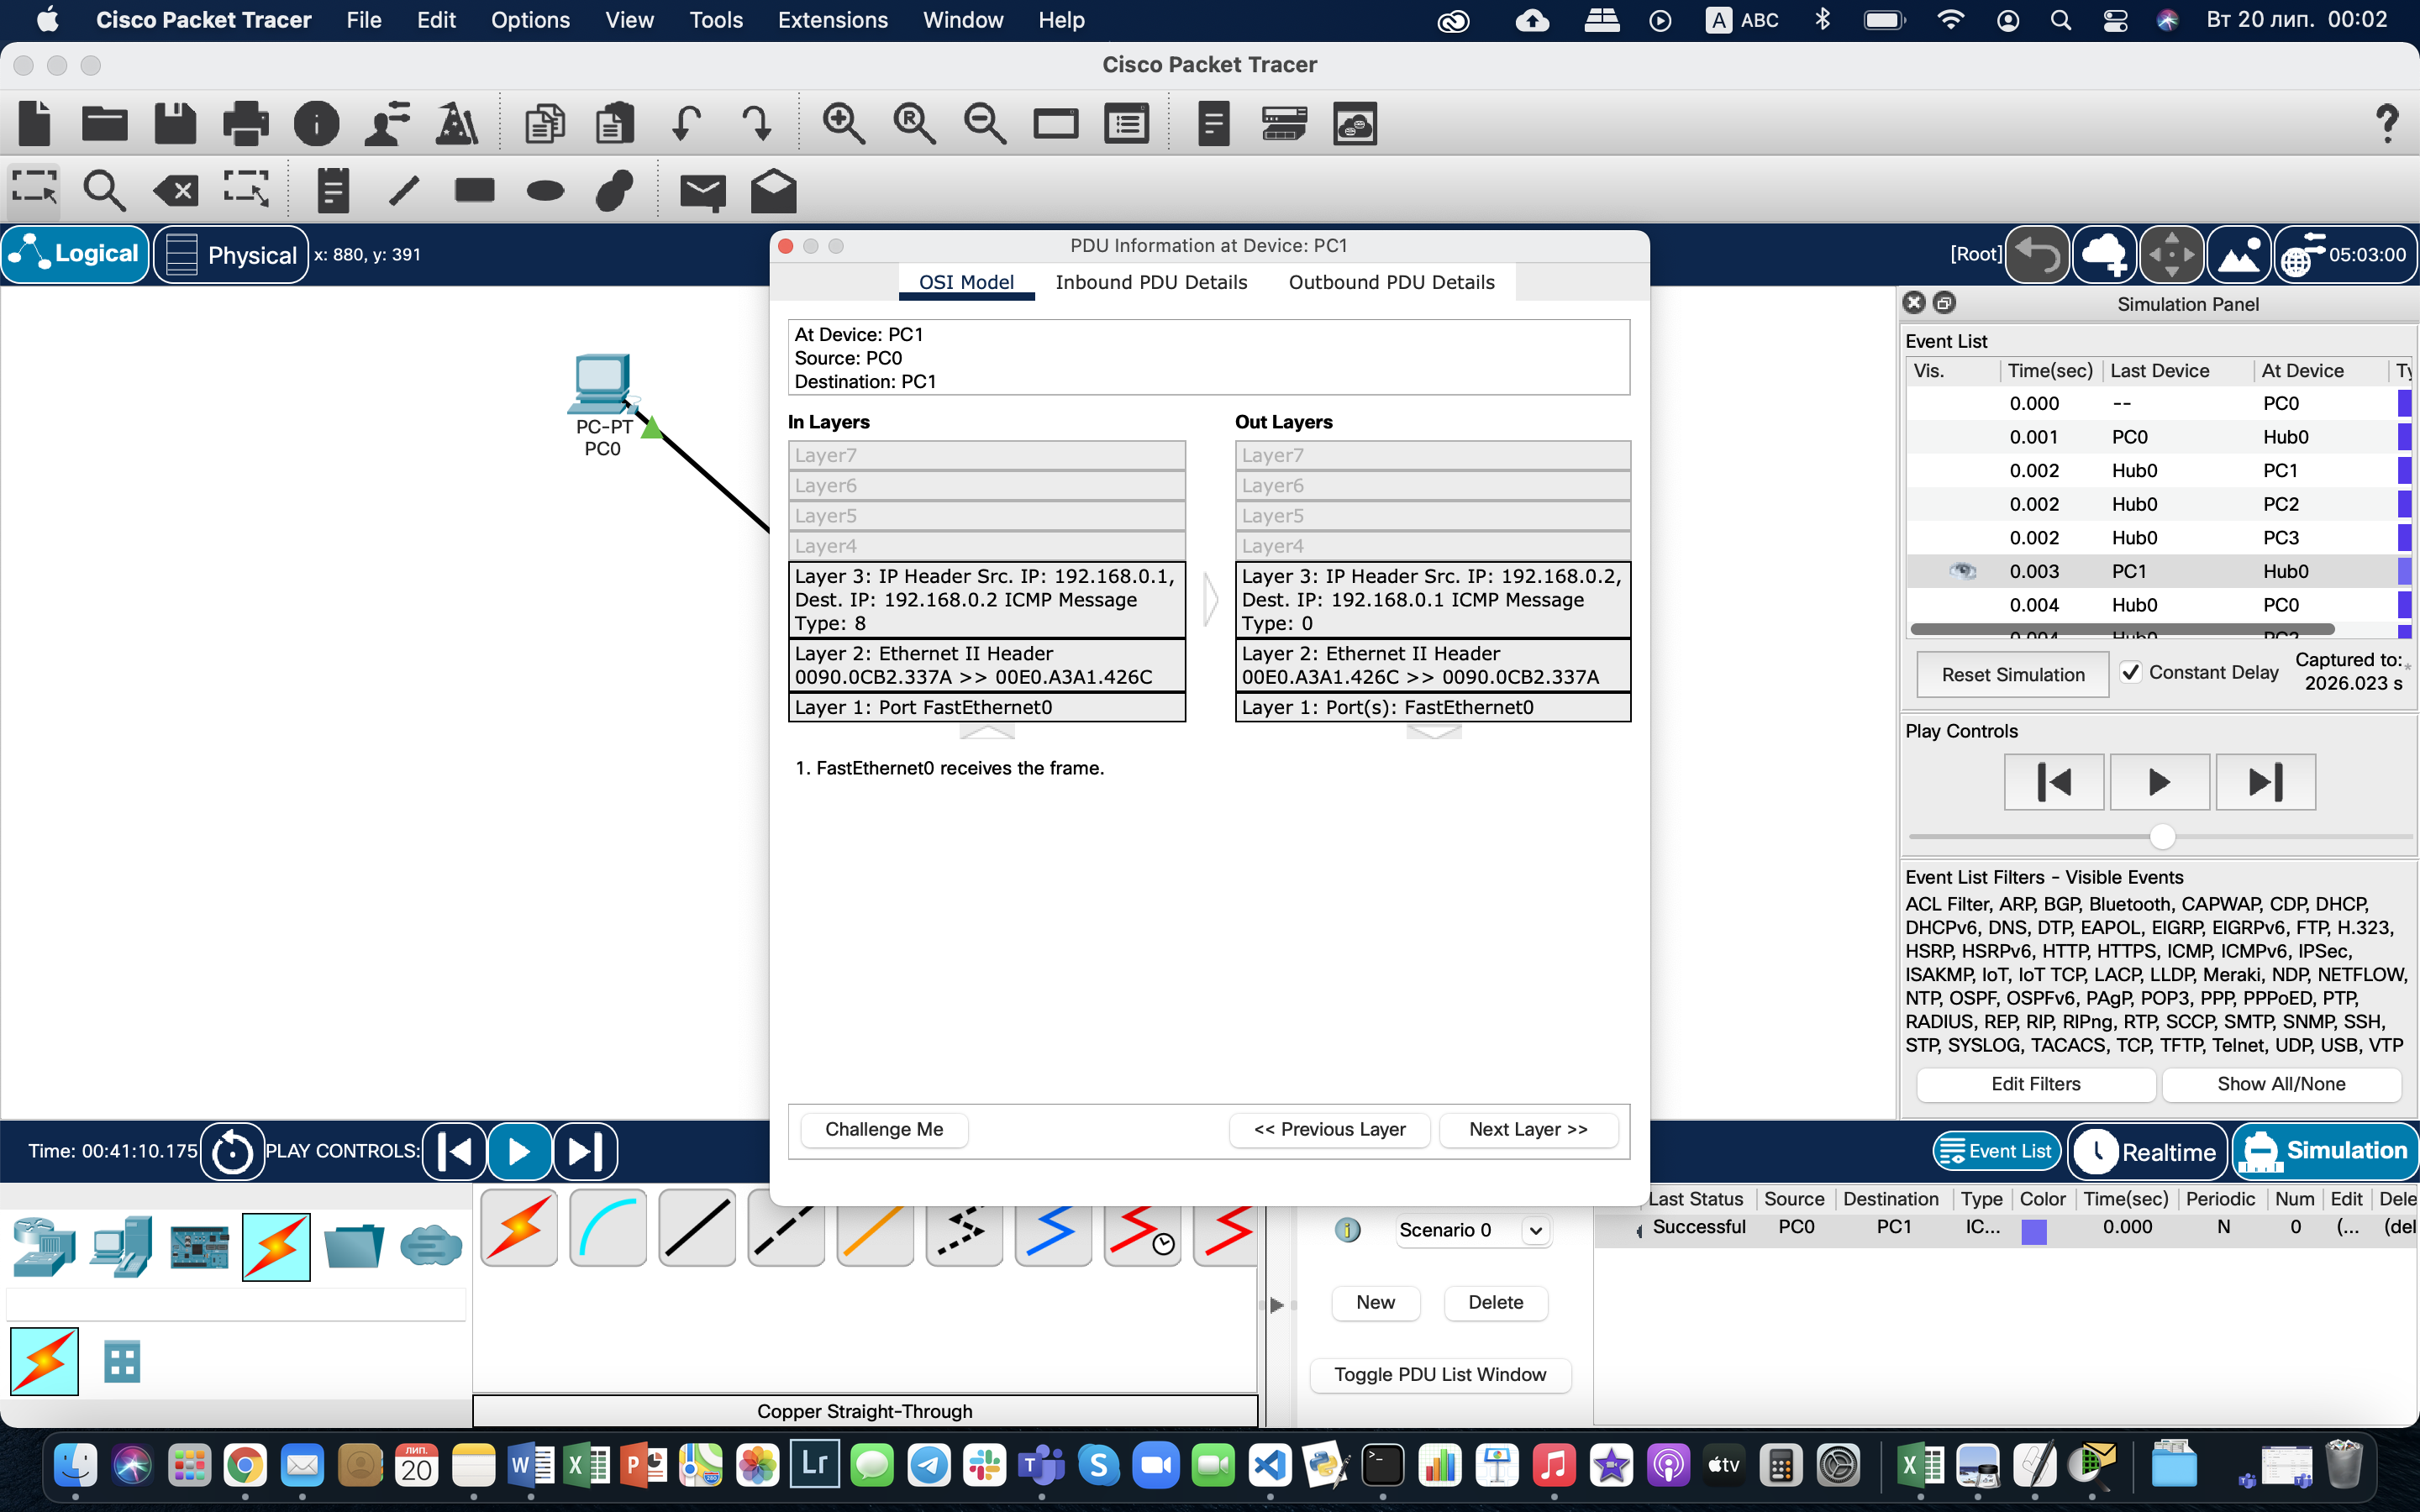 Cisco Packet Tracer File Edit Options View Tools Extensions Window Help A ABC Вт 20 лип. 00:02
Cisco Packet Tracer
Logical Physical x: 880, y: 391 [Root] 05:03:00
PDU Information at Device: PC1
OSI Model Inbound PDU Details Outbound PDU Details
At Device: PC1
Source: PC0
Destination: PC1
In Layers Out Layers
Layer7 Layer7
Layer6 Layer6
Layer5 Layer5
Layer4 Layer4
Layer 3: IP Header Src. IP: 192.168.0.1,
Dest. IP: 192.168.0.2 ICMP Message
Type: 8
Layer 3: IP Header Src. IP: 192.168.0.2,
Dest. IP: 192.168.0.1 ICMP Message
Type: 0
Layer 2: Ethernet II Header
0090.0CB2.337A >> 00E0.A3A1.426C
Layer 2: Ethernet II Header
00E0.A3A1.426C >> 0090.0CB2.337A
Layer 1: Port FastEthernet0
Layer 1: Port(s): FastEthernet0
1. FastEthernet0 receives the frame.
Challenge Me << Previous Layer Next Layer >>
PC-PT
PC0
Simulation Panel
Event List
Vis. Time(sec) Last Device At Device Ty
0.000 -- PC0
0.001 PC0 Hub0
0.002 Hub0 PC1
0.002 Hub0 PC2
0.002 Hub0 PC3
0.003 PC1 Hub0
0.004 Hub0 PC0
0.004 Hub0 PC2
Reset Simulation Constant Delay Captured to: *
2026.023 s
Play Controls
Event List Filters - Visible Events
ACL Filter, ARP, BGP, Bluetooth, CAPWAP, CDP, DHCP,
DHCPv6, DNS, DTP, EAPOL, EIGRP, EIGRPv6, FTP, H.323,
HSRP, HSRPv6, HTTP, HTTPS, ICMP, ICMPv6, IPSec,
ISAKMP, IoT, IoT TCP, LACP, LLDP, Meraki, NDP, NETFLOW,
NTP, OSPF, OSPFv6, PAgP, POP3, PPP, PPPoED, PTP,
RADIUS, REP, RIP, RIPng, RTP, SCCP, SMTP, SNMP, SSH,
STP, SYSLOG, TACACS, TCP, TFTP, Telnet, UDP, USB, VTP
Edit Filters Show All/None
Time: 00:41:10.175 PLAY CONTROLS: Event List Realtime Simulation
Scenario 0
New Delete
Toggle PDU List Window
Last Status Source Destination Type Color Time(sec) Periodic Num Edit Dele
Successful PC0 PC1 IC... 0.000 N 0 (... (del
Copper Straight-Through
ЛИП.
20
W X P 280 Lr S >_ tv X